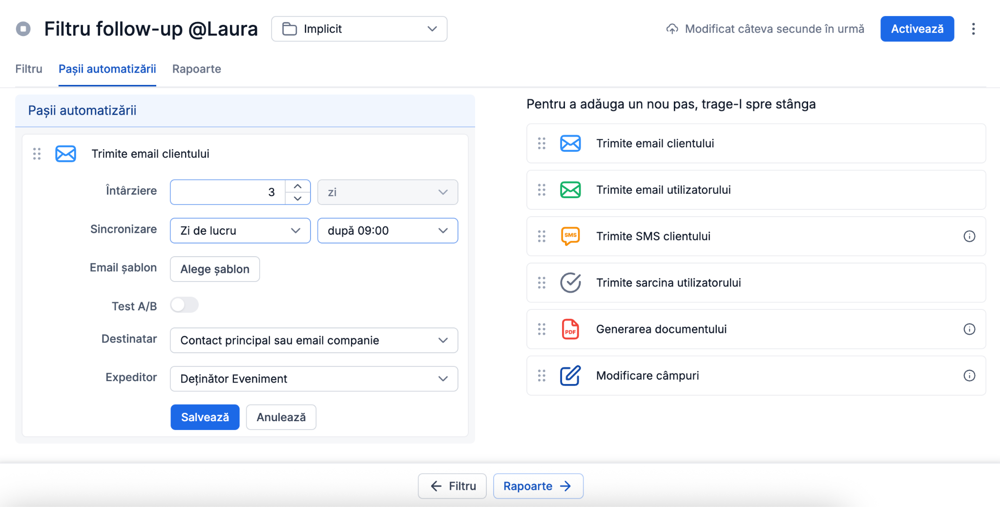 Filtru follow-up @Laura
Implicit
Modificat câteva secunde în urmă
Activează
Filtru
Pașii automatizării
Rapoarte
Pașii automatizării
Trimite email clientului
Întârziere
3
zi
Sincronizare
Zi de lucru
după 09:00
Email șablon
Alege șablon
Test A/B
Destinatar
Contact principal sau email companie
Expeditor
Deținător Eveniment
Salvează
Anulează
Pentru a adăuga un nou pas, trage-l spre stânga
Trimite email clientului
Trimite email utilizatorului
SMS
Trimite SMS clientului
Trimite sarcina utilizatorului
PDF
Generarea documentului
Modificare câmpuri
Filtru
Rapoarte